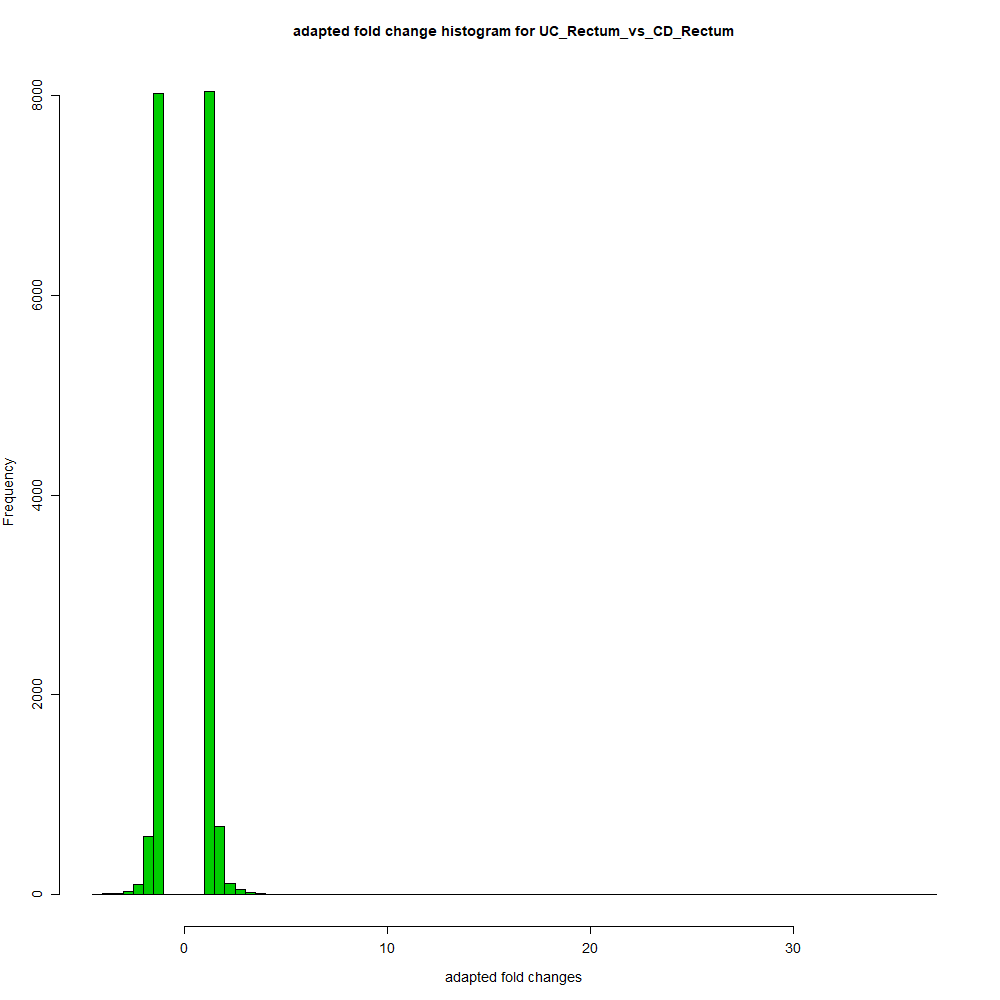 adapted fold change histogram for UC_Rectum_vs_CD_Rectum
Frequency
8000
6000
4000
2000
0
0 10 20 30
adapted fold changes